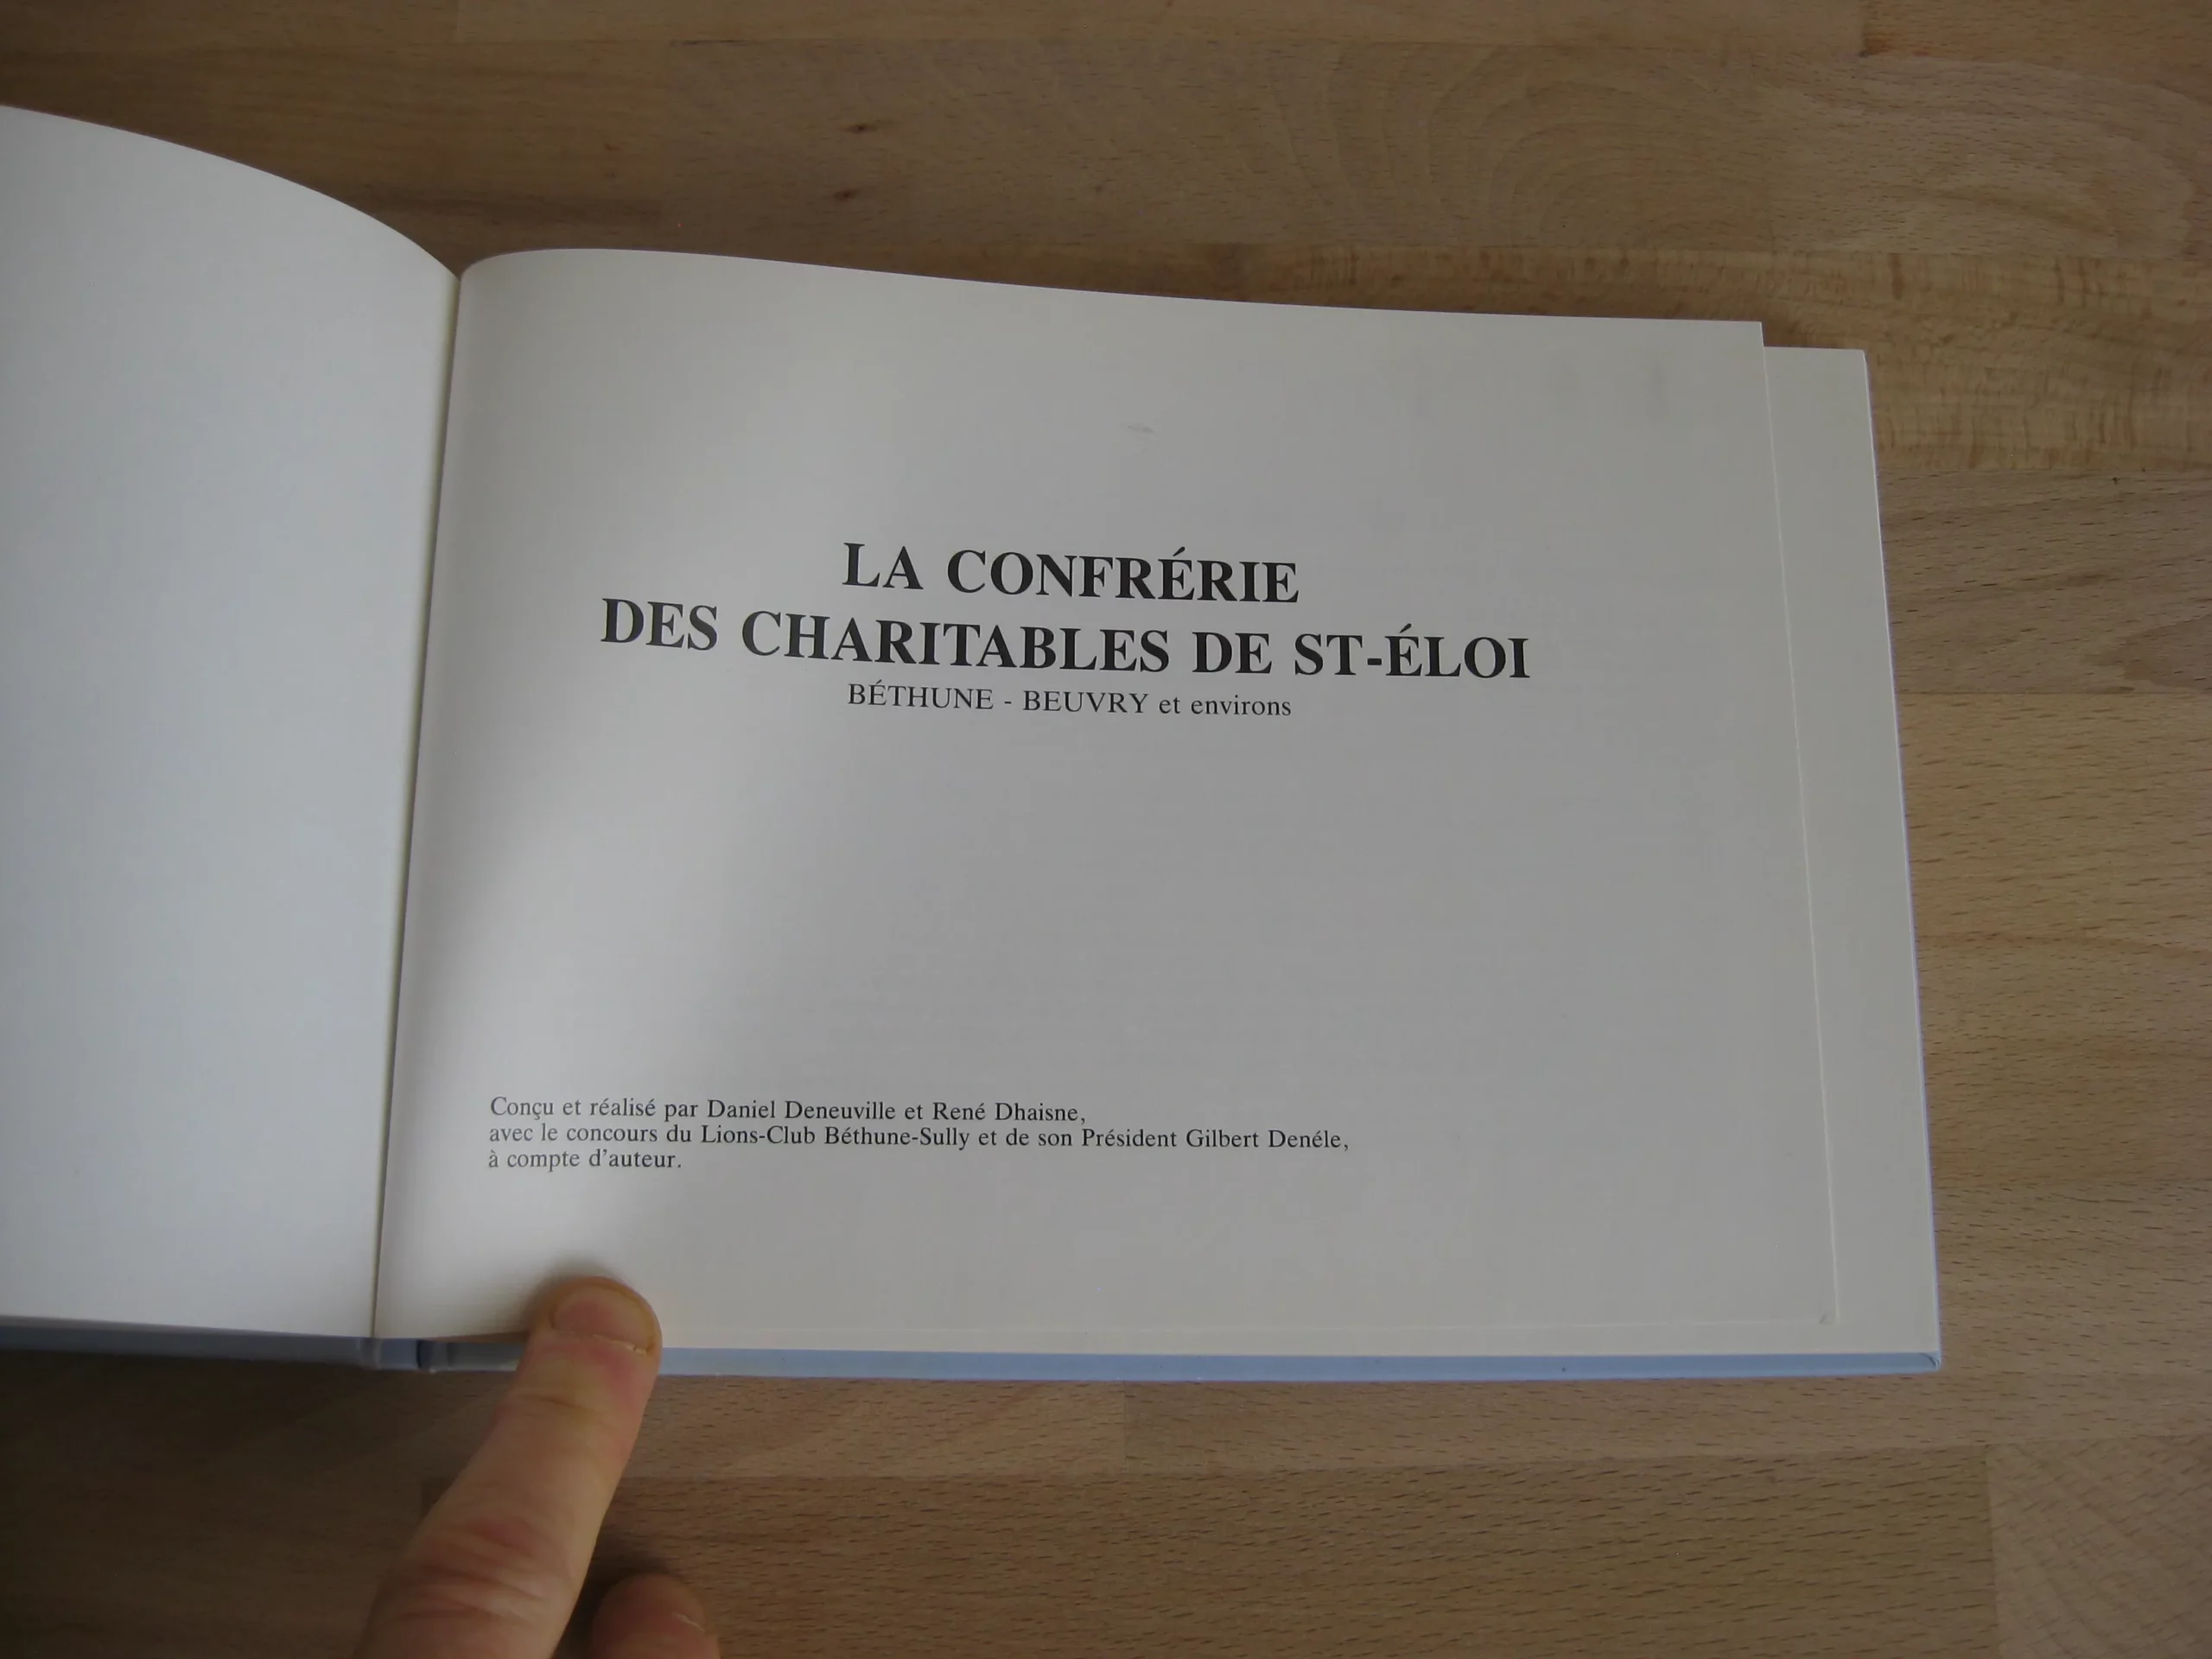 LA CONFRÉRIE
DES CHARITABLES DE ST-ÉLOI
BÉTHUNE - BEUVRY et environs
Conçu et réalisé par Daniel Deneuville et René Dhaisne,
avec le concours du Lions-Club Béthune-Sully et de son Président Gilbert Denéle,
à compte d'auteur.